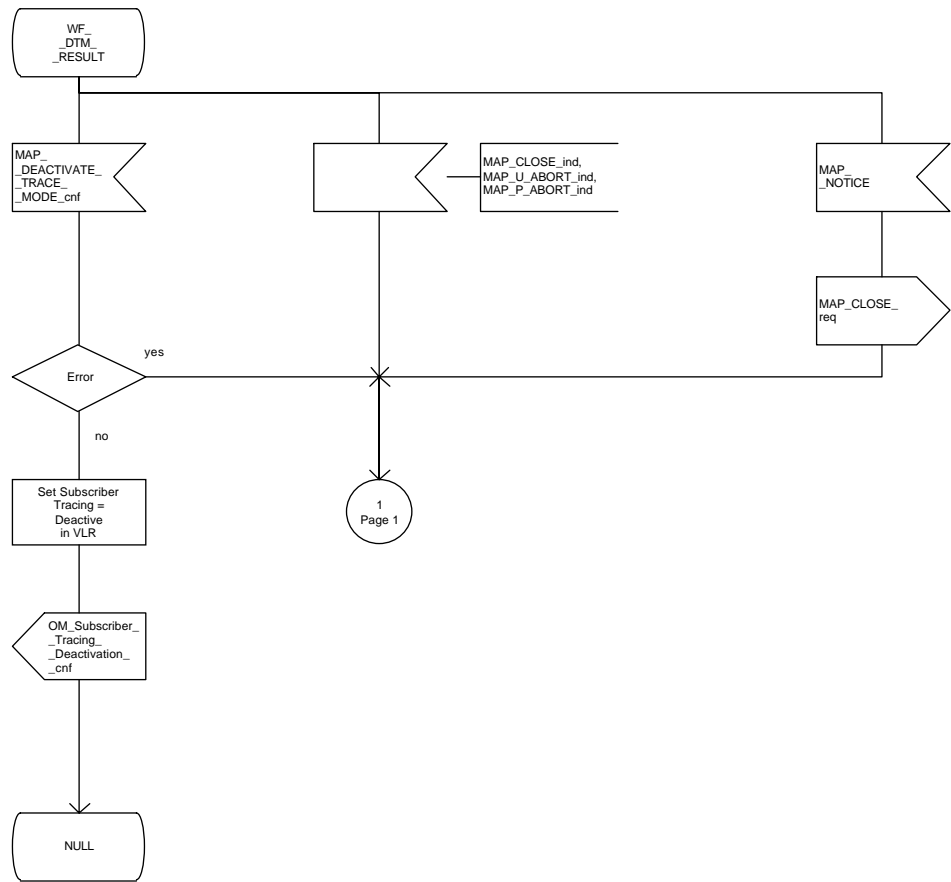 WF_
_DTM_
_RESULT
MAP_
_DEACTIVATE_
_TRACE_
_MODE_cnf
MAP_CLOSE_ind,
MAP_U_ABORT_ind,
MAP_P_ABORT_ind
MAP_
_NOTICE
MAP_CLOSE_
req
Error
yes
no
Set Subscriber
Tracing =
Deactive
in VLR
1
Page 1
OM_Subscriber_
_Tracing_
_Deactivation_
_cnf
NULL